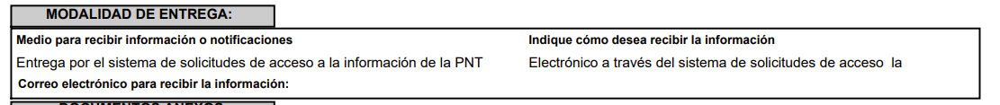 MODALIDAD DE ENTREGA:
Medio para recibir información o notificaciones
Indique cómo desea recibir la información
Entrega por el sistema de solicitudes de acceso a la información de la PNT
Electrónico a través del sistema de solicitudes de acceso la
Correo electrónico para recibir la información:
DOCUMENTOS ANEXOS